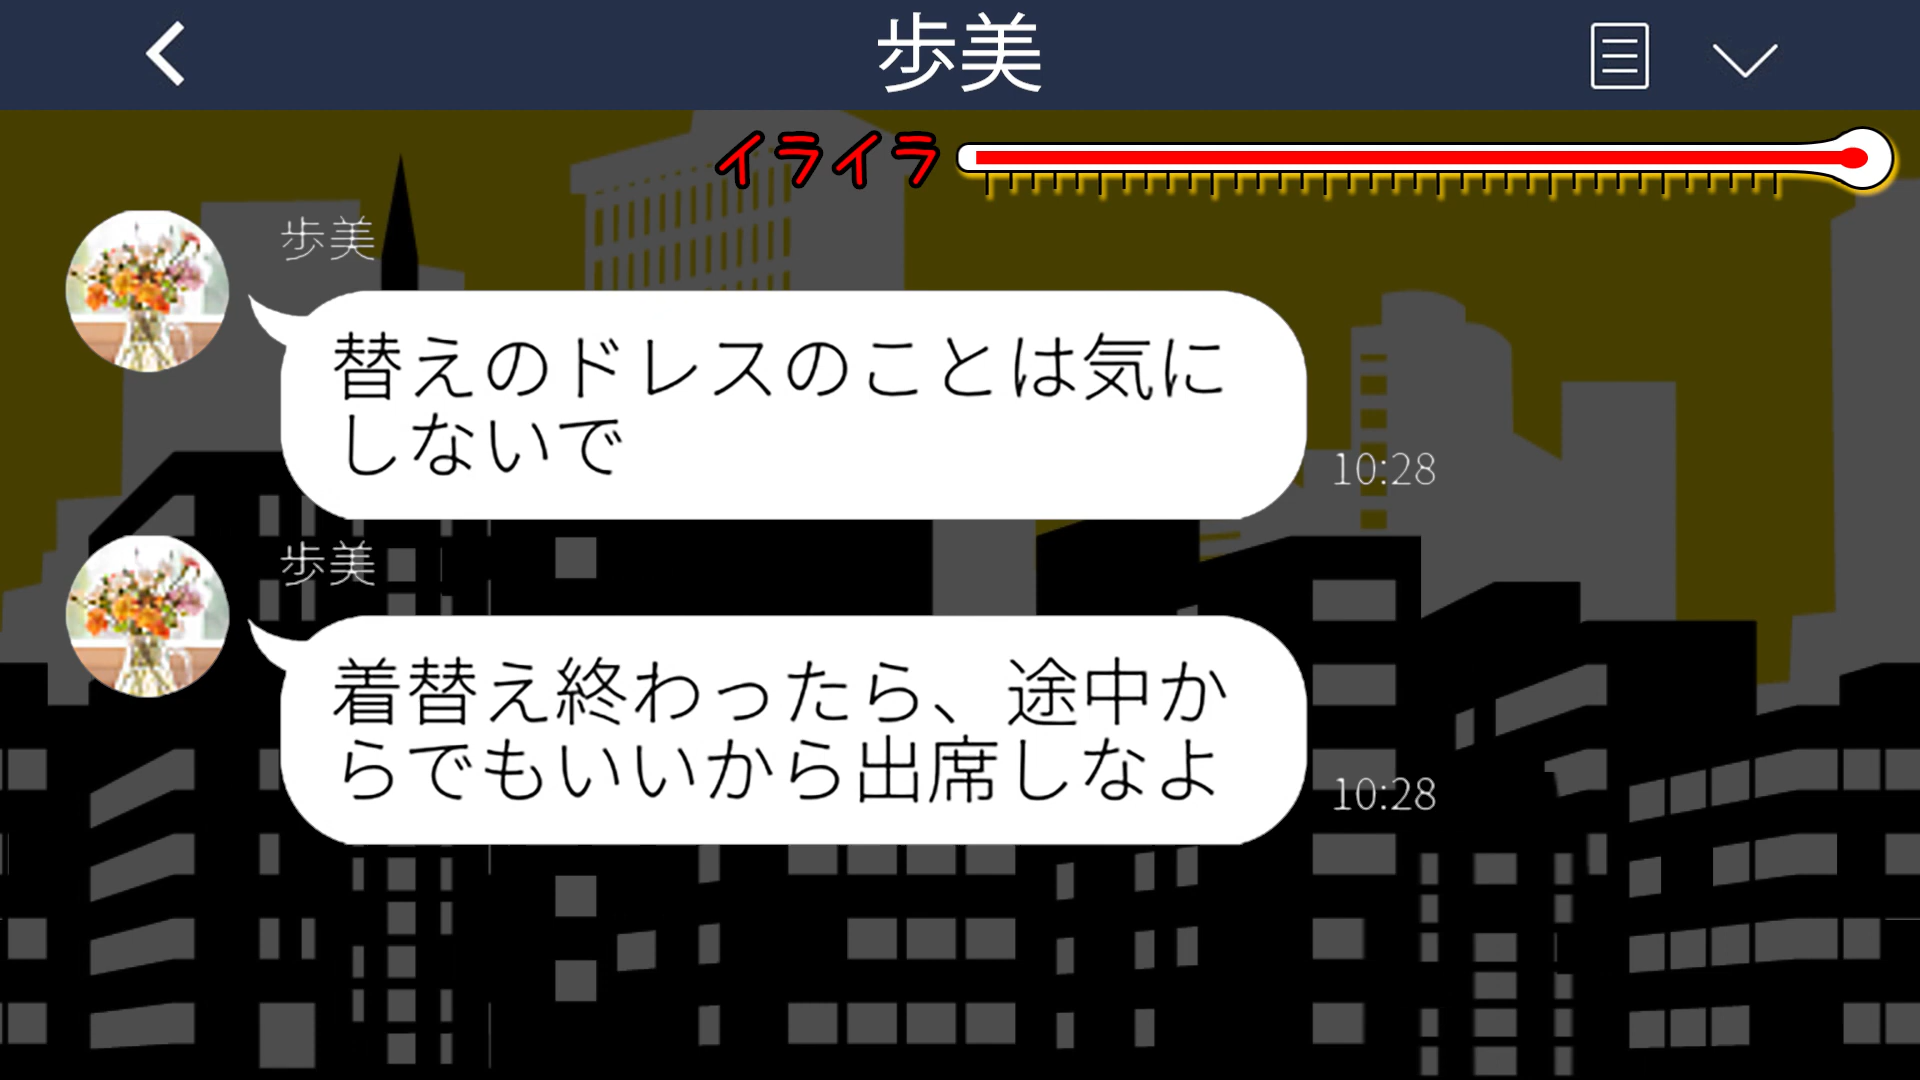 歩美
イライラ
歩美
替えのドレスのことは気に
しないで
10:28
歩美
着替え終わったら、途中か
らでもいいから出席しなよ
10:28